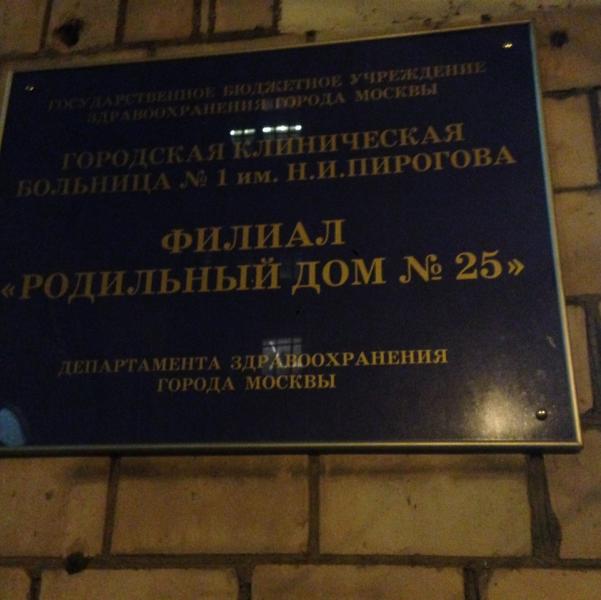 ГОСУДАРСТВЕННОЕ БЮДЖЕТНОЕ УЧРЕЖДЕНИЕ
ЗДРАВООХРАНЕНИЯ ГОРОДА МОСКВЫ
ГОРОДСКАЯ КЛИНИЧЕСКАЯ
БОЛЬНИЦА № 1 им. Н.И.ПИРОГОВА
ФИЛИАЛ
«РОДИЛЬНЫЙ ДОМ № 25»
ДЕПАРТАМЕНТА ЗДРАВООХРАНЕНИЯ
ГОРОДА МОСКВЫ